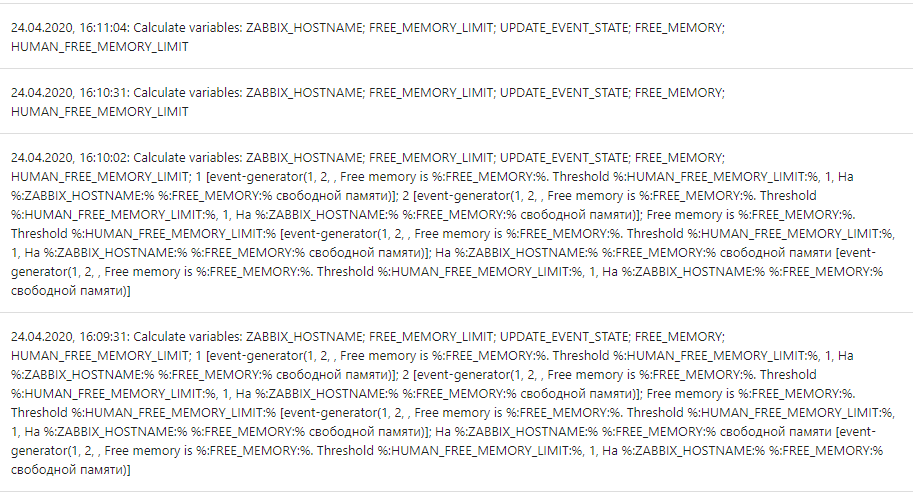 24.04.2020, 16:11:04: Calculate variables: ZABBIX_HOSTNAME; FREE_MEMORY_LIMIT; UPDATE_EVENT_STATE; FREE_MEMORY;
HUMAN_FREE_MEMORY_LIMIT
24.04.2020, 16:10:31: Calculate variables: ZABBIX_HOSTNAME; FREE_MEMORY_LIMIT; UPDATE_EVENT_STATE; FREE_MEMORY;
HUMAN_FREE_MEMORY_LIMIT
24.04.2020, 16:10:02: Calculate variables: ZABBIX_HOSTNAME; FREE_MEMORY_LIMIT; UPDATE_EVENT_STATE; FREE_MEMORY;
HUMAN_FREE_MEMORY_LIMIT; 1 [event-generator(1, 2, , Free memory is %:FREE_MEMORY:%. Threshold %:HUMAN_FREE_MEMORY_LIMIT:%, 1, На
%:ZABBIX_HOSTNAME:% %:FREE_MEMORY:% свободной памяти)]; 2 [event-generator(1, 2, , Free memory is %:FREE_MEMORY:%. Threshold
%:HUMAN_FREE_MEMORY_LIMIT:%, 1, На %:ZABBIX_HOSTNAME:% %:FREE_MEMORY:% свободной памяти)]; Free memory is %:FREE_MEMORY:%.
Threshold %:HUMAN_FREE_MEMORY_LIMIT:% [event-generator(1, 2, , Free memory is %:FREE_MEMORY:%. Threshold %:HUMAN_FREE_MEMORY_LIMIT:%,
1, На %:ZABBIX_HOSTNAME:% %:FREE_MEMORY:% свободной памяти)]; На %:ZABBIX_HOSTNAME:% %:FREE_MEMORY:% свободной памяти [event-
generator(1, 2, , Free memory is %:FREE_MEMORY:%. Threshold %:HUMAN_FREE_MEMORY_LIMIT:%, 1, На %:ZABBIX_HOSTNAME:% %:FREE_MEMORY:%
свободной памяти)]
24.04.2020, 16:09:31: Calculate variables: ZABBIX_HOSTNAME; FREE_MEMORY_LIMIT; UPDATE_EVENT_STATE; FREE_MEMORY;
HUMAN_FREE_MEMORY_LIMIT; 1 [event-generator(1, 2, , Free memory is %:FREE_MEMORY:%. Threshold %:HUMAN_FREE_MEMORY_LIMIT:%, 1, На
%:ZABBIX_HOSTNAME:% %:FREE_MEMORY:% свободной памяти)]; 2 [event-generator(1, 2, , Free memory is %:FREE_MEMORY:%. Threshold
%:HUMAN_FREE_MEMORY_LIMIT:%, 1, На %:ZABBIX_HOSTNAME:% %:FREE_MEMORY:% свободной памяти)]; Free memory is %:FREE_MEMORY:%.
Threshold %:HUMAN_FREE_MEMORY_LIMIT:% [event-generator(1, 2, , Free memory is %:FREE_MEMORY:%. Threshold %:HUMAN_FREE_MEMORY_LIMIT:%,
1, На %:ZABBIX_HOSTNAME:% %:FREE_MEMORY:% свободной памяти)]; На %:ZABBIX_HOSTNAME:% %:FREE_MEMORY:% свободной памяти [event-
generator(1, 2, , Free memory is %:FREE_MEMORY:%. Threshold %:HUMAN_FREE_MEMORY_LIMIT:%, 1, На %:ZABBIX_HOSTNAME:% %:FREE_MEMORY:%
свободной памяти)]